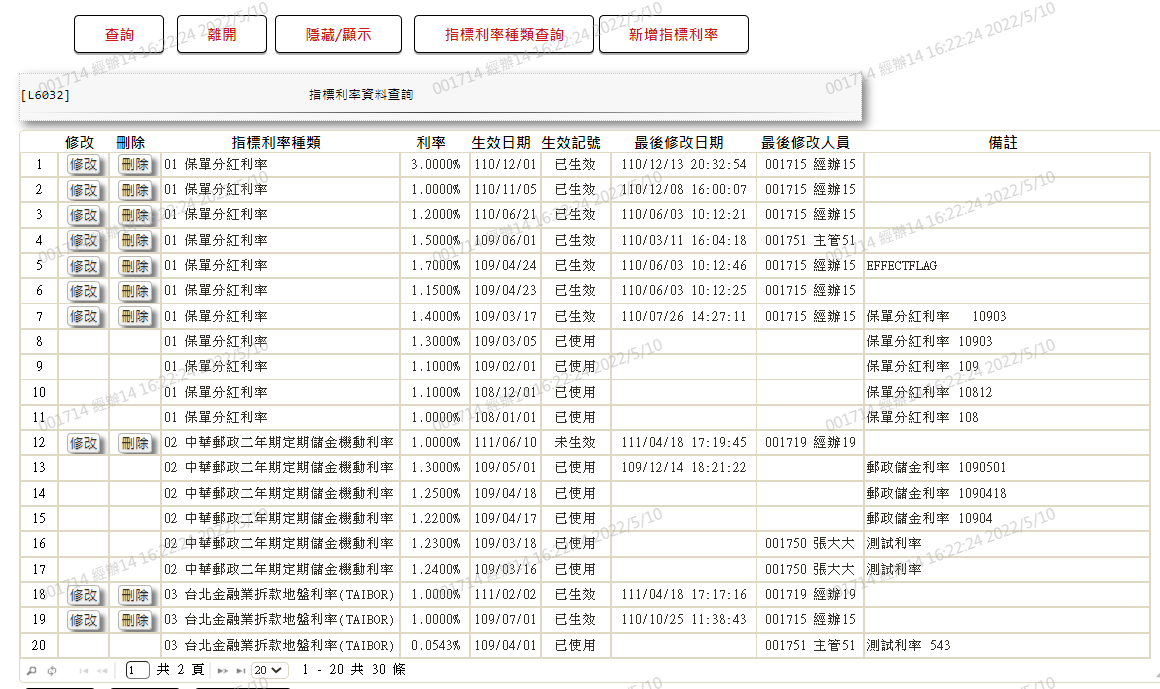 查詢 離開 隱藏/顯示 指標利率種類查詢 新增指標利率
[L6032] 指標利率資料查詢
修改 刪除 指標利率種類 利率 生效日期 生效記號 最後修改日期 最後修改人員 備註
1 修改 刪除 01 保單分紅利率 3.0000% 110/12/01 已生效 110/12/13 20:32:54 001715 經辦15
2 修改 刪除 01 保單分紅利率 1.0000% 110/11/05 已生效 110/12/08 16:00:07 001715 經辦15
3 修改 刪除 01 保單分紅利率 1.2000% 110/06/21 已生效 110/06/03 10:12:21 001715 經辦15
4 修改 刪除 01 保單分紅利率 1.5000% 109/06/01 已生效 110/03/11 16:04:18 001751 主管51
5 修改 刪除 01 保單分紅利率 1.7000% 109/04/24 已生效 110/06/03 10:12:46 001715 經辦15 EFFECTFLAG
6 修改 刪除 01 保單分紅利率 1.1500% 109/04/23 已生效 110/06/03 10:12:25 001715 經辦15
7 修改 刪除 01 保單分紅利率 1.4000% 109/03/17 已生效 110/07/26 14:27:11 001715 經辦15 保單分紅利率 10903
8 01 保單分紅利率 1.3000% 109/03/05 已使用 保單分紅利率 10903
9 01 保單分紅利率 1.1000% 109/02/01 已使用 保單分紅利率 109
10 01 保單分紅利率 1.1000% 108/12/01 已使用 保單分紅利率 10812
11 01 保單分紅利率 1.0000% 108/01/01 已使用 保單分紅利率 108
12 修改 刪除 02 中華郵政二年期定期儲金機動利率 1.0000% 111/06/10 未生效 111/04/18 17:19:45 001719 經辦19
13 02 中華郵政二年期定期儲金機動利率 1.3000% 109/05/01 已使用 109/12/14 18:21:22 郵政儲金利率 1090501
14 02 中華郵政二年期定期儲金機動利率 1.2500% 109/04/18 已使用 郵政儲金利率 1090418
15 02 中華郵政二年期定期儲金機動利率 1.2200% 109/04/17 已使用 郵政儲金利率 10904
16 02 中華郵政二年期定期儲金機動利率 1.2300% 109/03/18 已使用 001750 張大大 測試利率
17 02 中華郵政二年期定期儲金機動利率 1.2400% 109/03/16 已使用 001750 張大大 測試利率
18 修改 刪除 03 台北金融業拆款地盤利率(TAIBOR) 1.0000% 111/02/02 已生效 111/04/18 17:17:16 001719 經辦19
19 修改 刪除 03 台北金融業拆款地盤利率(TAIBOR) 1.0000% 109/07/01 已生效 110/10/25 11:38:43 001715 經辦15
20 03 台北金融業拆款地盤利率(TAIBOR) 0.0543% 109/04/01 已使用 001751 主管51 測試利率 543
1 共 2 頁 20 1 - 20 共 30 條
001714 經辦14 16:22:24 2022/5/10